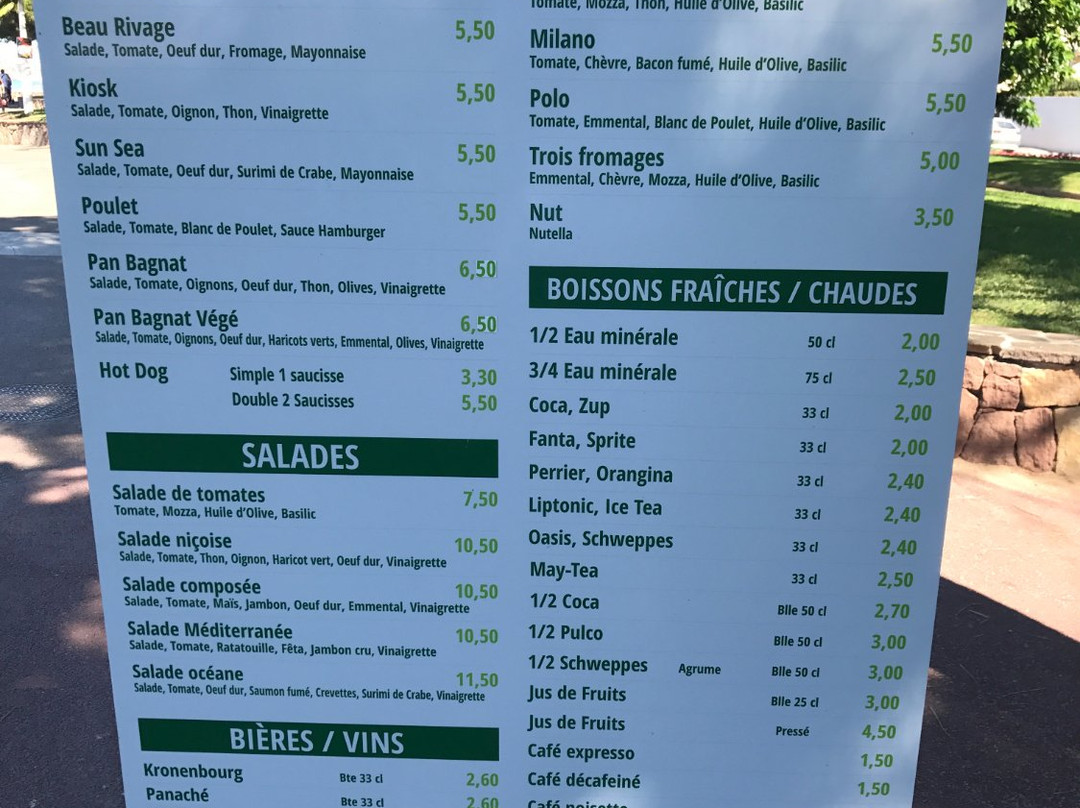 Beau Rivage 5,50
Salade, Tomate, Oeuf dur, Fromage, Mayonnaise
Kiosk 5,50
Salade, Tomate, Oignon, Thon, Vinaigrette
Sun Sea 5,50
Salade, Tomate, Oeuf dur, Surimi de Crabe, Mayonnaise
Poulet 5,50
Salade, Tomate, Blanc de Poulet, Sauce Hamburger
Pan Bagnat 6,50
Salade, Tomate, Oignons, Oeuf dur, Thon, Olives, Vinaigrette
Pan Bagnat Végé 6,50
Salade, Tomate, Oignons, Oeuf dur, Haricots verts, Emmental, Olives, Vinaigrette
Hot Dog Simple 1 saucisse 3,30
Double 2 Saucisses 5,50
SALADES
Salade de tomates 7,50
Tomate, Mozza, Huile d'Olive, Basilic
Salade niçoise 10,50
Salade, Tomate, Thon, Oignon, Haricot vert, Oeuf dur, Vinaigrette
Salade composée 10,50
Salade, Tomate, Maïs, Jambon, Oeuf dur, Emmental, Vinaigrette
Salade Méditerranée 10,50
Salade, Tomate, Ratatouille, Fêta, Jambon cru, Vinaigrette
Salade océane 11,50
Salade, Tomate, Oeuf dur, Saumon fumé, Crevettes, Surimi de Crabe, Vinaigrette
BIÈRES / VINS
Kronenbourg Bte 33 cl 2,60
Panaché Bte 33 cl 2,60
Tomate, Mozza, Thon, Huile d'Olive, Basilic
Milano 5,50
Tomate, Chèvre, Bacon fumé, Huile d'Olive, Basilic
Polo 5,50
Tomate, Emmental, Blanc de Poulet, Huile d'Olive, Basilic
Trois fromages 5,00
Emmental, Chèvre, Mozza, Huile d'Olive, Basilic
Nut 3,50
Nutella
BOISSONS FRAÎCHES / CHAUDES
1/2 Eau minérale 50 cl 2,00
3/4 Eau minérale 75 cl 2,50
Coca, Zup 33 cl 2,00
Fanta, Sprite 33 cl 2,00
Perrier, Orangina 33 cl 2,40
Liptonic, Ice Tea 33 cl 2,40
Oasis, Schweppes 33 cl 2,40
May-Tea 33 cl 2,50
1/2 Coca Blle 50 cl 2,70
1/2 Pulco Blle 50 cl 3,00
1/2 Schweppes Agrume Blle 50 cl 3,00
Jus de Fruits Blle 25 cl 3,00
Jus de Fruits Pressé 4,50
Café expresso 1,50
Café décafeiné 1,50
Café noisette